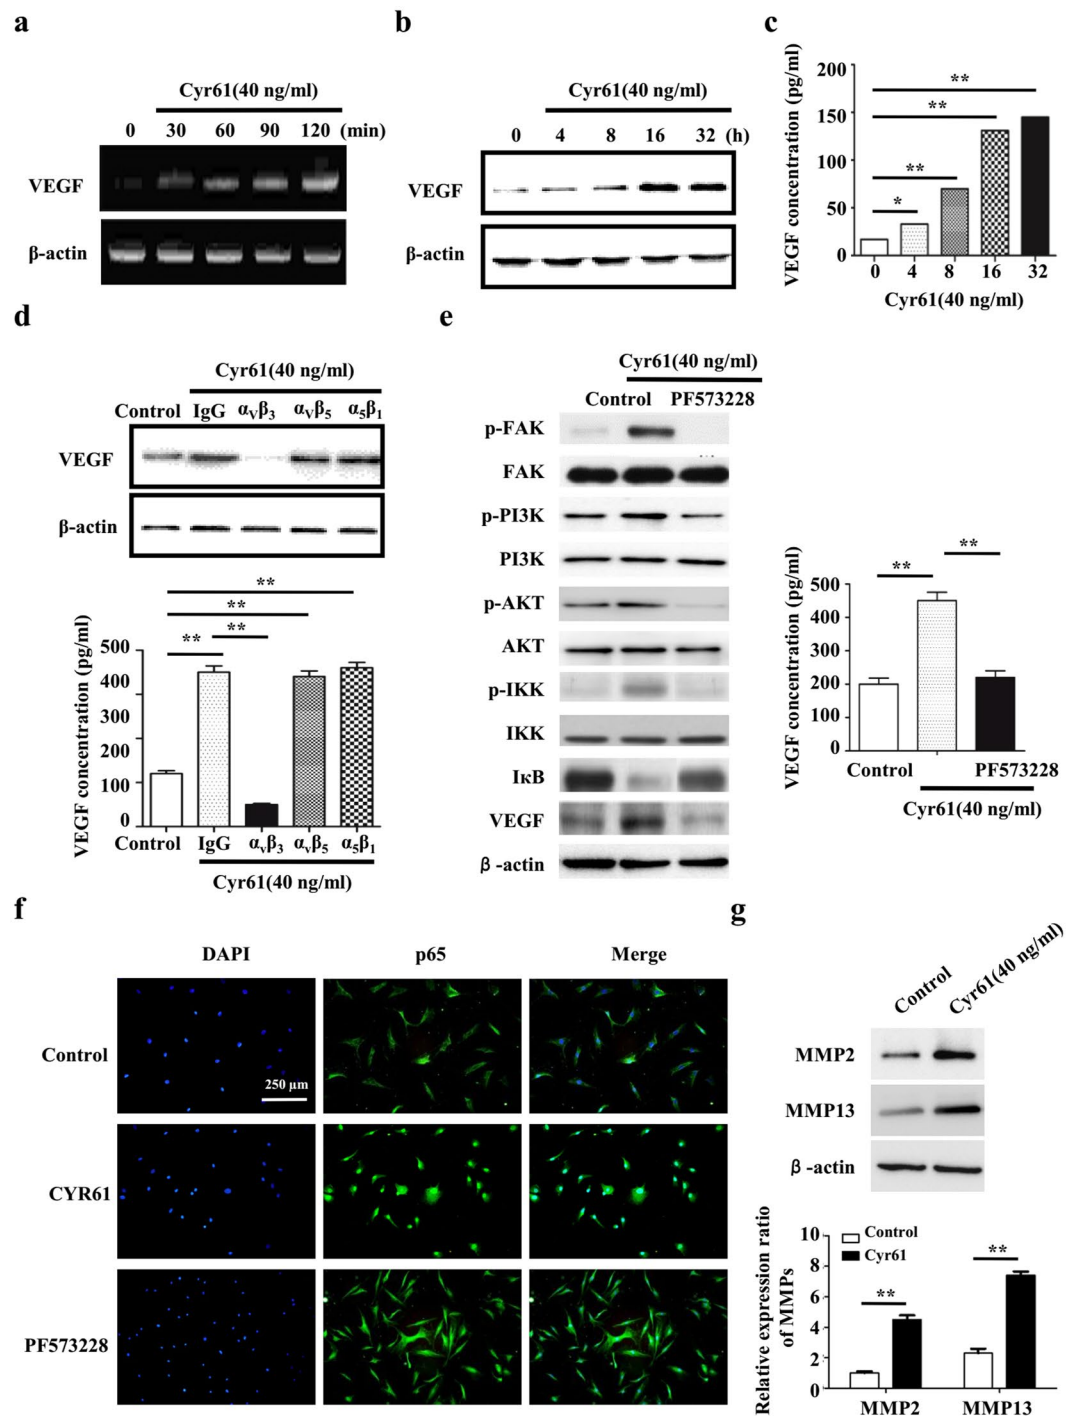 a
Cyr61(40 ng/ml)
0 30 60 90 120 (min)
VEGF
β-actin
b
Cyr61(40 ng/ml)
0 4 8 16 32 (h)
VEGF
β-actin
c
VEGF concentration (pg/ml)
200
150
100
50
0
**
**
**
*
0 4 8 16 32
Cyr61(40 ng/ml)
d
Cyr61(40 ng/ml)
Control IgG αvβ3 αvβ5 α5β1
VEGF
β-actin
VEGF concentration (pg/ml)
500
400
300
200
100
0
**
**
** **
Control IgG αvβ3 αvβ5 α5β1
Cyr61(40 ng/ml)
e
Cyr61(40 ng/ml)
Control PF573228
p-FAK
FAK
p-PI3K
PI3K
p-AKT
AKT
p-IKK
IKK
IκB
VEGF
β-actin
VEGF concentration (pg/ml)
500
400
300
200
100
0
**
**
Control PF573228
Cyr61(40 ng/ml)
f
DAPI p65 Merge
Control
250 µm
CYR61
PF573228
g
Control Cyr61(40 ng/ml)
MMP2
MMP13
β-actin
Relative expression ratio
of MMPs
10
8
6
4
2
0
Control
Cyr61
**
**
MMP2 MMP13